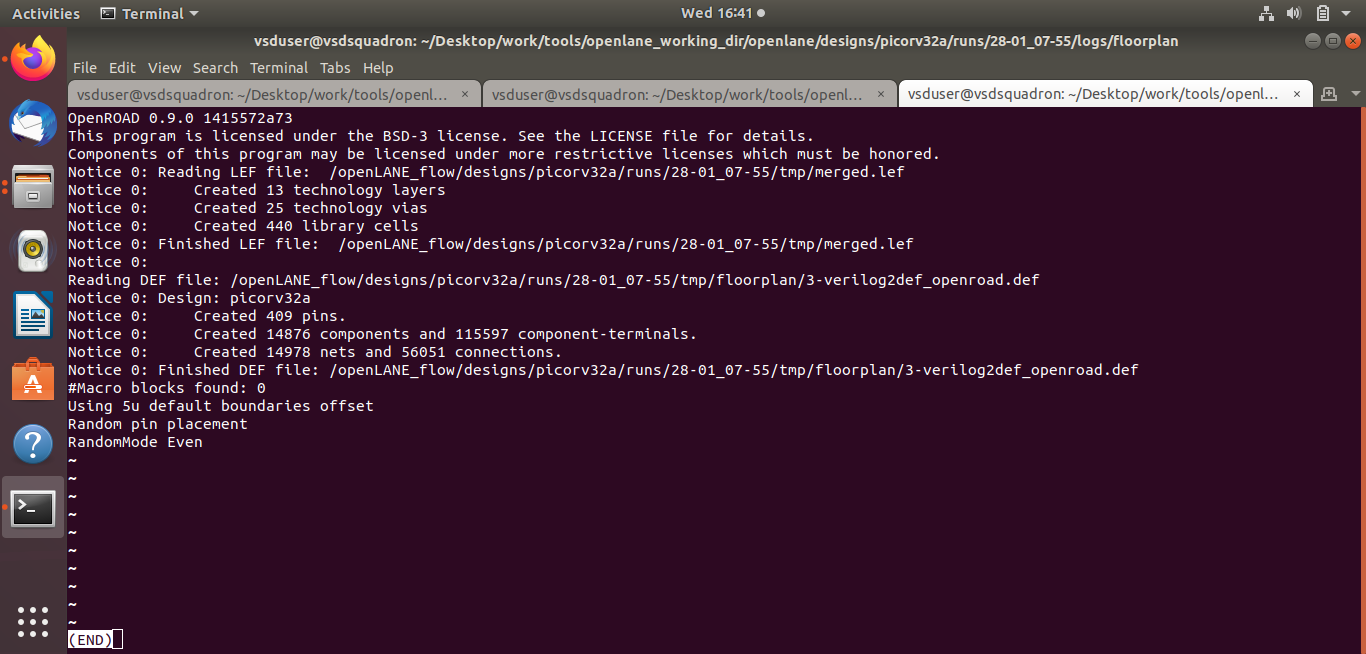 Activities Terminal Wed 16:41
vsduser@vsdsquadron: ~/Desktop/work/tools/openlane_working_dir/openlane/designs/picorv32a/runs/28-01_07-55/logs/floorplan
File Edit View Search Terminal Tabs Help
vsduser@vsdsquadron: ~/Desktop/work/tools/openl... × vsduser@vsdsquadron: ~/Desktop/work/tools/openl... × vsduser@vsdsquadron: ~/Desktop/work/tools/openl... ×
OpenROAD 0.9.0 1415572a73
This program is licensed under the BSD-3 license. See the LICENSE file for details.
Components of this program may be licensed under more restrictive licenses which must be honored.
Notice 0: Reading LEF file:  /openLANE_flow/designs/picorv32a/runs/28-01_07-55/tmp/merged.lef
Notice 0:     Created 13 technology layers
Notice 0:     Created 25 technology vias
Notice 0:     Created 440 library cells
Notice 0: Finished LEF file:  /openLANE_flow/designs/picorv32a/runs/28-01_07-55/tmp/merged.lef
Notice 0:
Reading DEF file: /openLANE_flow/designs/picorv32a/runs/28-01_07-55/tmp/floorplan/3-verilog2def_openroad.def
Notice 0: Design: picorv32a
Notice 0:     Created 409 pins.
Notice 0:     Created 14876 components and 115597 component-terminals.
Notice 0:     Created 14978 nets and 56051 connections.
Notice 0: Finished DEF file: /openLANE_flow/designs/picorv32a/runs/28-01_07-55/tmp/floorplan/3-verilog2def_openroad.def
#Macro blocks found: 0
Using 5u default boundaries offset
Random pin placement
RandomMode Even
~
~
~
~
~
~
~
~
~
~
(END)